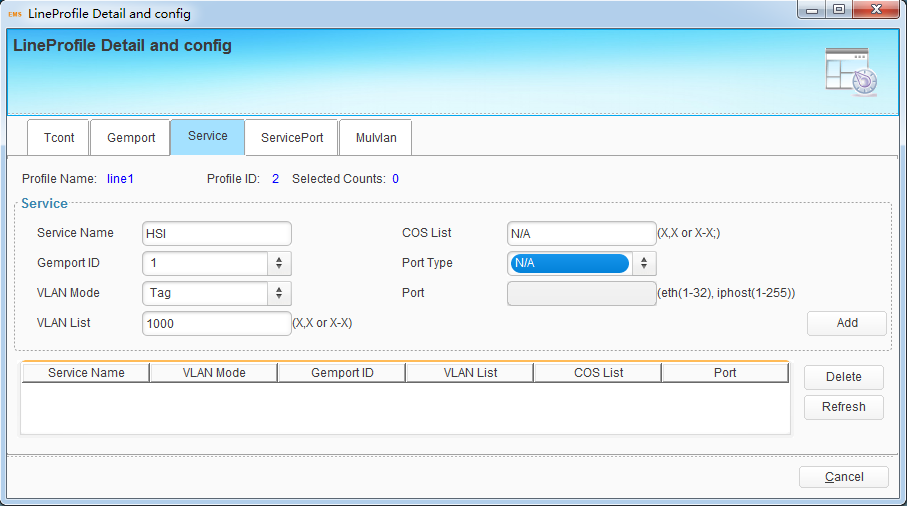 EMS LineProfile Detail and config
LineProfile Detail and config
Tcont Gemport Service ServicePort Mulvlan
Profile Name: line1 Profile ID: 2 Selected Counts: 0
Service
Service Name HSI COS List N/A (X,X or X-X;)
Gemport ID 1 Port Type N/A
VLAN Mode Tag Port (eth(1-32), iphost(1-255))
VLAN List 1000 (X,X or X-X) Add
Service Name VLAN Mode Gemport ID VLAN List COS List Port
Delete
Refresh
Cancel